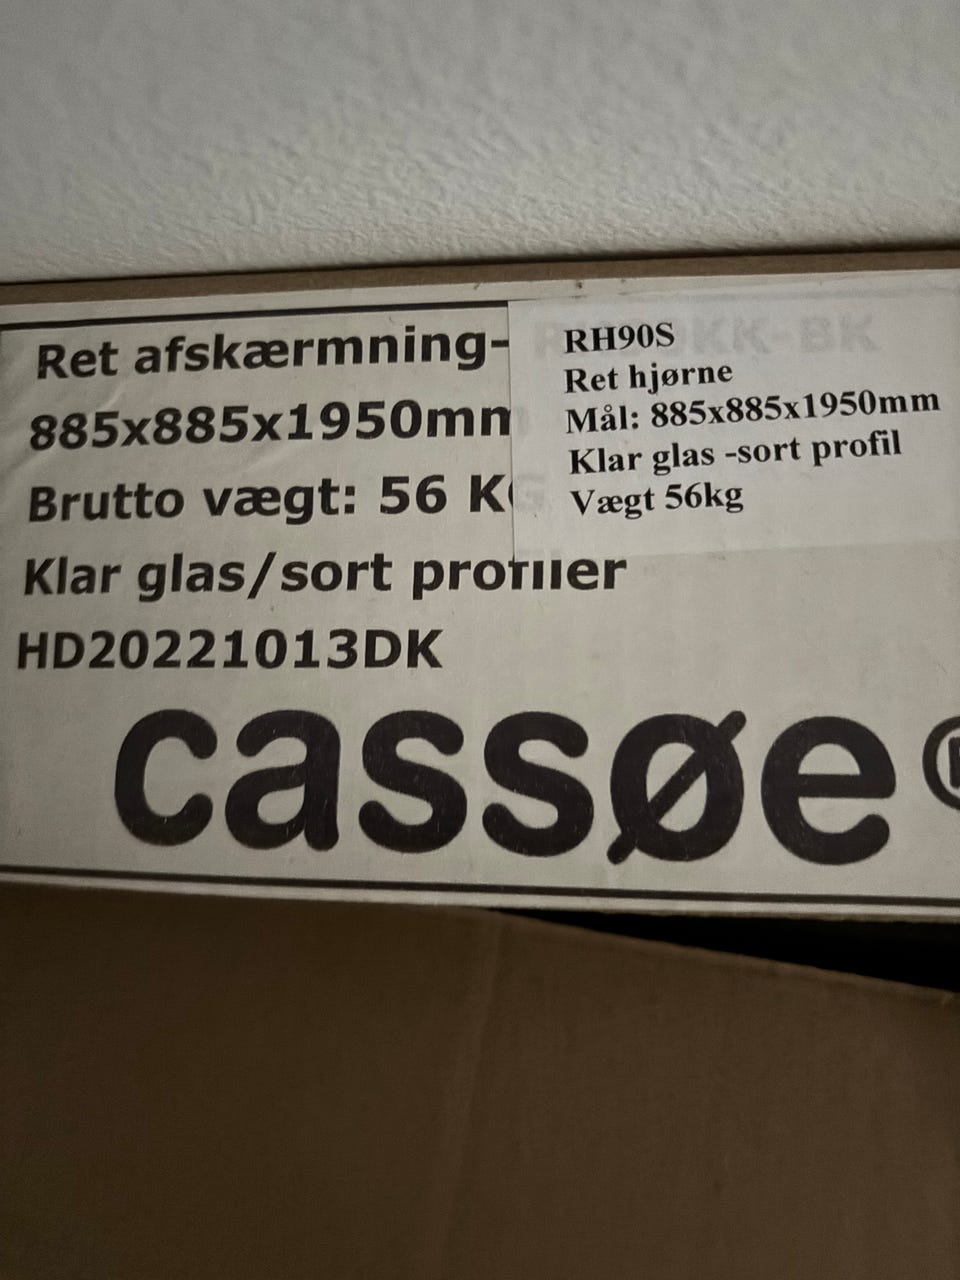 Ret afskærmning-
885x885x1950mm
Brutto vægt: 56 KG
Klar glas/sort profiler
HD20221013DK
RH90S
Ret hjørne
Mål: 885x885x1950mm
Klar glas -sort profil
Vægt 56kg
cassøe®